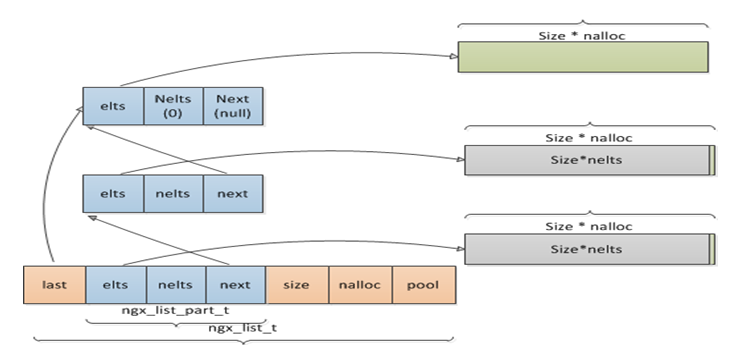 Size * nalloc
elts
Nelts
(0)
Next
(null)
Size * nalloc
Size*nelts
elts
nelts
next
Size * nalloc
Size*nelts
last
elts
nelts
next
size
nalloc
pool
ngx_list_part_t
ngx_list_t